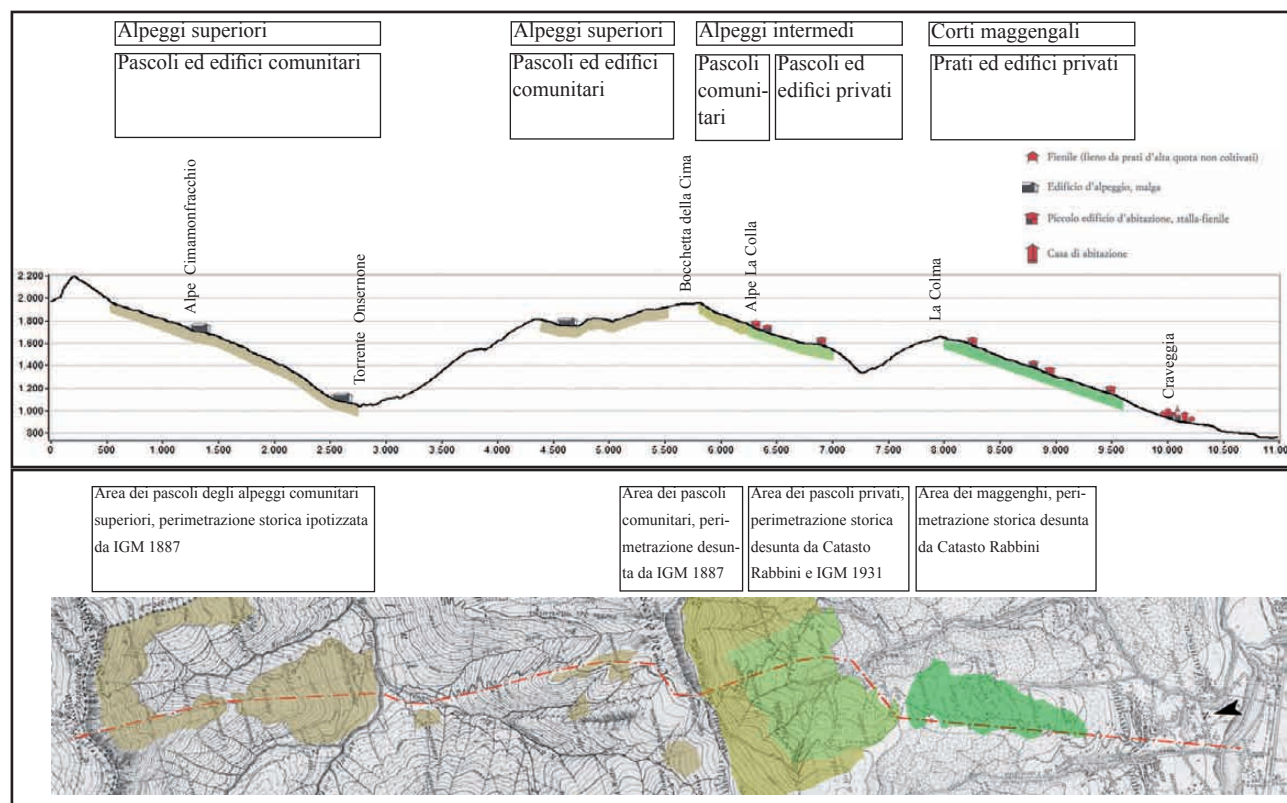 Alpeggi superiori
Alpeggi superiori
Alpeggi intermedi
Corti maggengali
Pascoli ed edifici comunitari
Pascoli ed edifici
comunitari
Pascoli
comuni-
tari
Pascoli ed
edifici privati
Prati ed edifici privati
Fienile (fieno da prati d'alta quota non coltivati)
Edificio d'alpeggio, malga
Piccolo edificio d'abitazione, stalla-fienile
Casa di abitazione
Alpe Cimamonfracchio
Torrente Onsernone
Bocchetta della Cima
Alpe La Colla
La Colma
Craveggia
2.200
2.000
1.800
1.600
1.400
1.200
1.000
800
0 500 1.000 1.500 2.000 2.500 3.000 3.500 4.000 4.500 5.000 5.500 6.000 6.500 7.000 7.500 8.000 8.500 9.000 9.500 10.000 10.500 11.00
Area dei pascoli degli alpeggi comunitari
superiori, perimetrazione storica ipotizzata
da IGM 1887
Area dei pascoli
comunitari, peri-
metrazione desun-
ta da IGM 1887
Area dei pascoli privati,
perimetrazione storica
desunta da Catasto
Rabbini e IGM 1931
Area dei maggenghi, peri-
metrazione storica desunta
da Catasto Rabbini